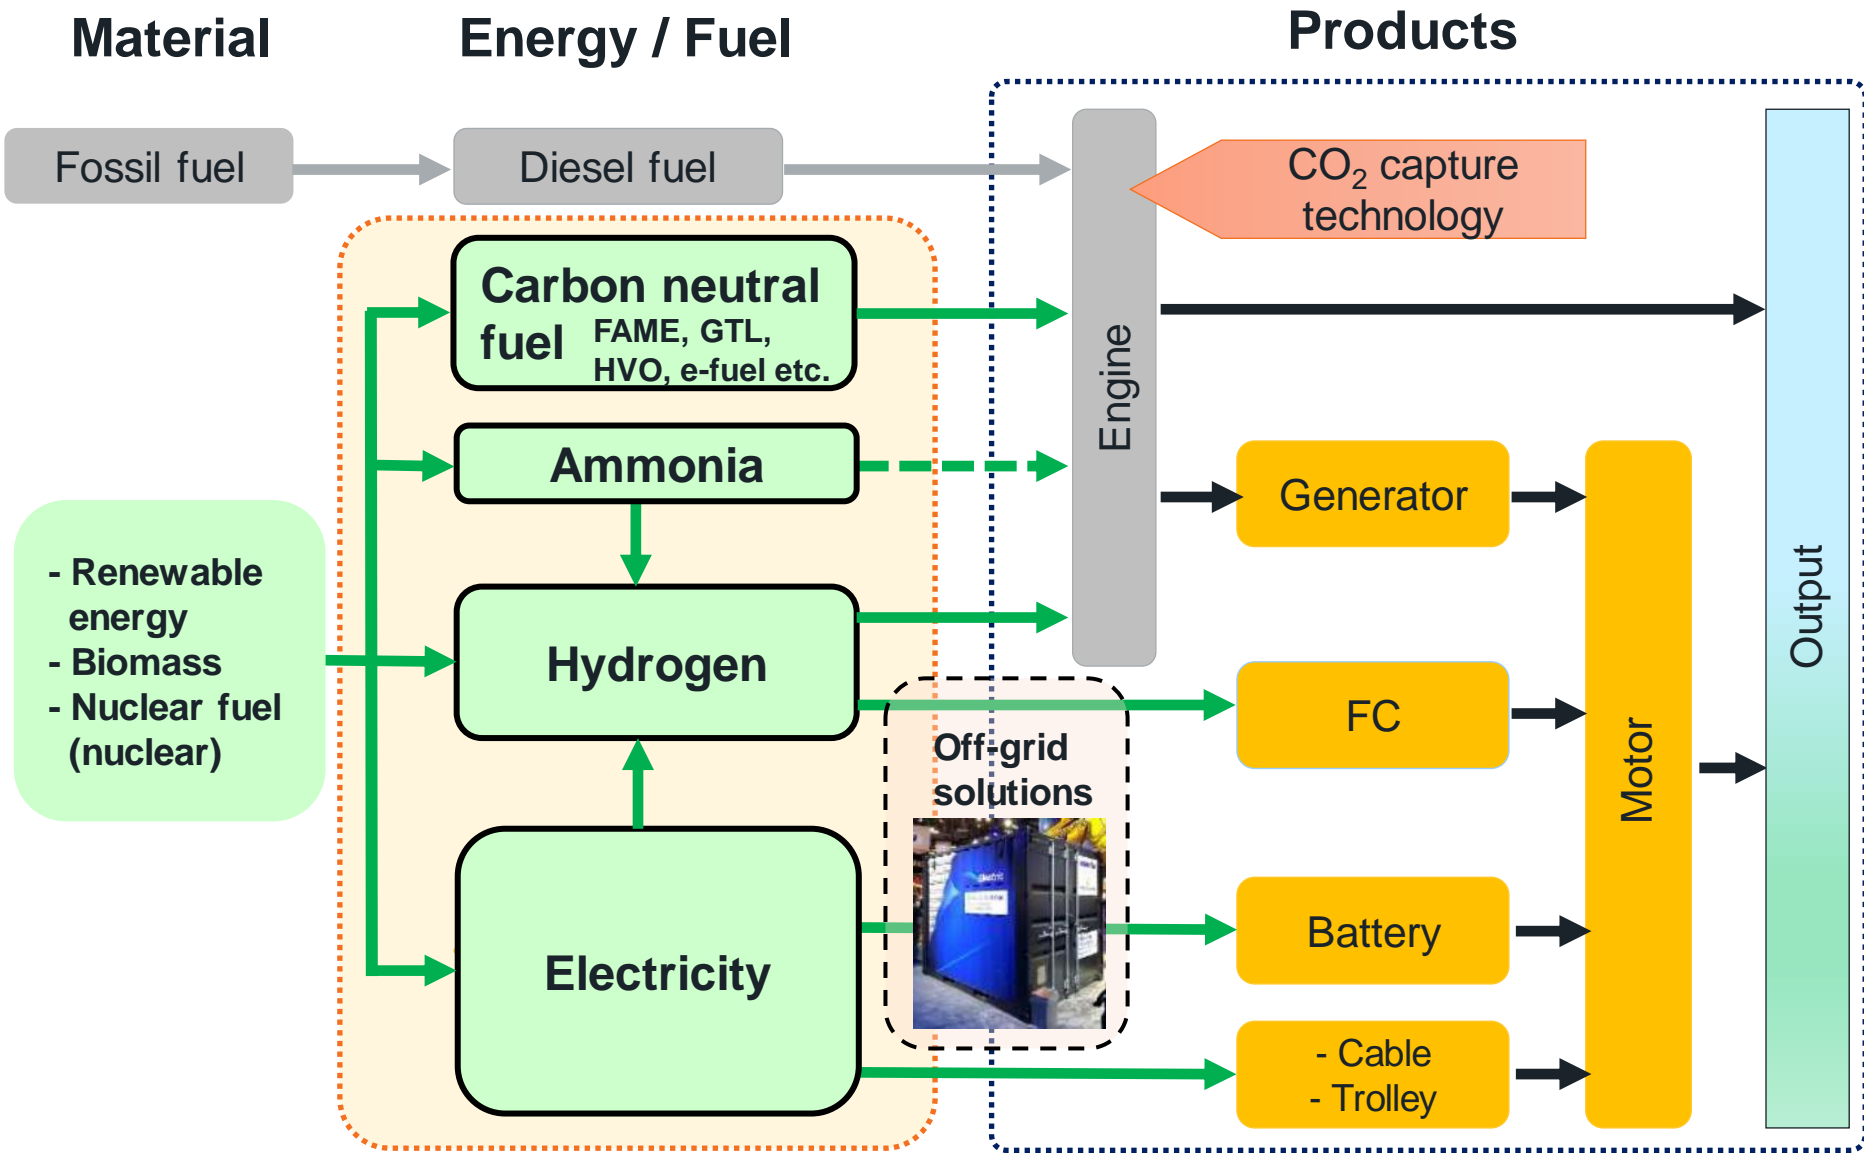 Material
Energy / Fuel
Products
Fossil fuel
Diesel fuel
CO₂ capture
technology
Carbon neutral
fuel FAME, GTL,
HVO, e-fuel etc.
Engine
Ammonia
Generator
- Renewable
energy
- Biomass
- Nuclear fuel
(nuclear)
Hydrogen
FC
Off-grid
solutions
Motor
Output
Electricity
Battery
- Cable
- Trolley